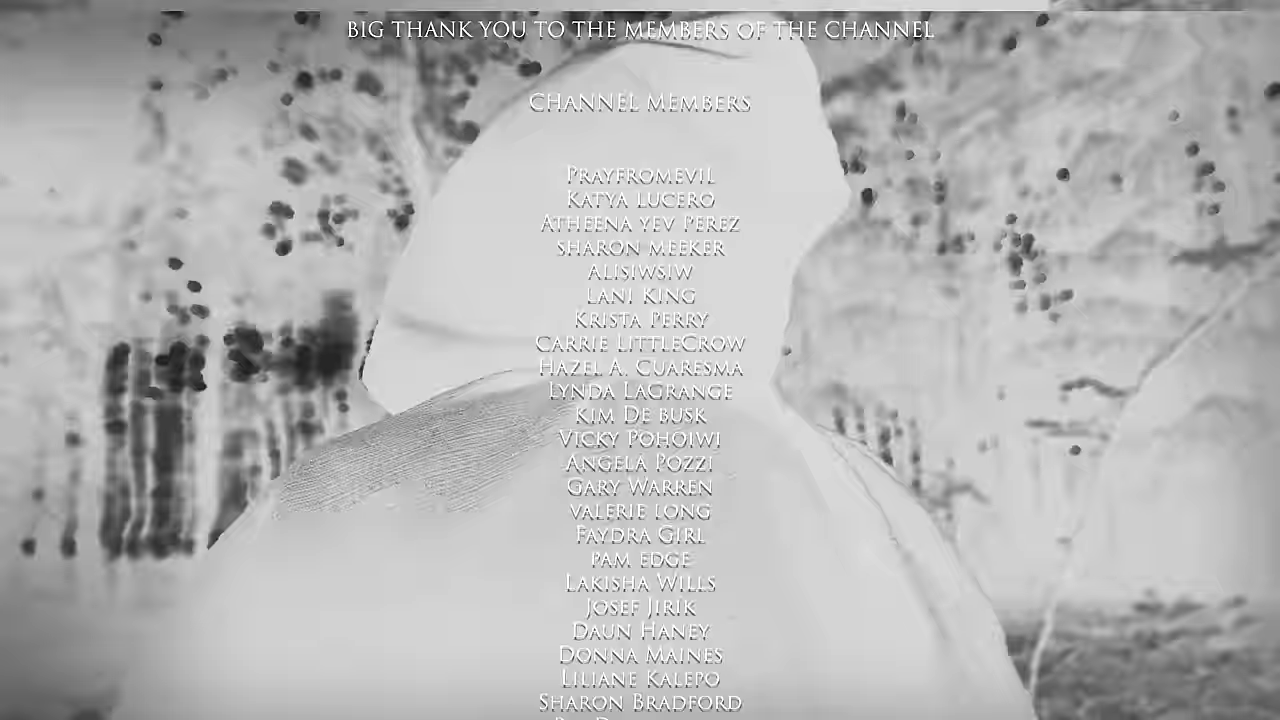 BIG THANK YOU TO THE MEMBERS OF THE CHANNEL
CHANNEL MEMBERS
PRAYFROMEVIL
KATYA LUCERO
ATHEENA YEV PEREZ
SHARON MEEKER
ALISIWSIW
LANI KING
KRISTA PERRY
CARRIE LITTLECROW
HAZEL A. CUARESMA
LYNDA LAGRANGE
KIM DE BUSK
VICKY POHOIWI
ANGELA POZZI
GARY WARREN
VALERIE LONG
FAYDRA GIRL
PAM EDGE
LAKISHA WILLS
JOSEF JIRIK
DAUN HANEY
DONNA MAINES
LILIANE KALEPO
SHARON BRADFORD